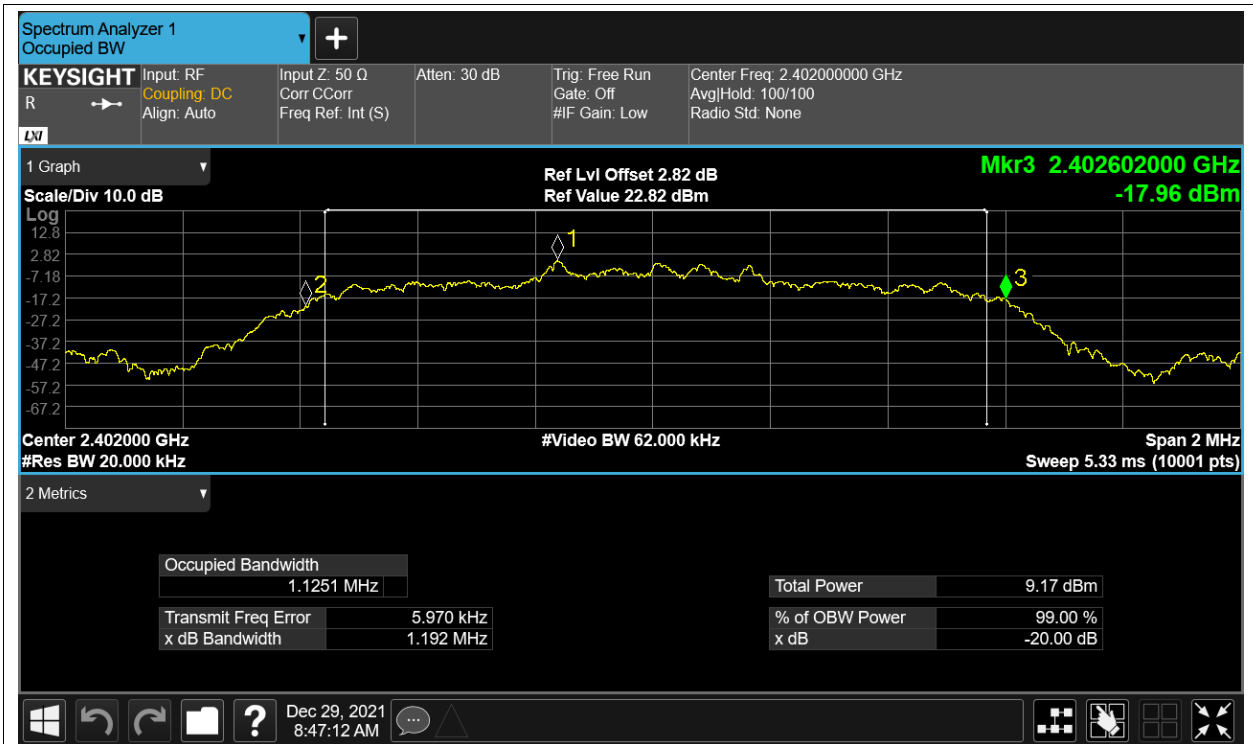 Spectrum Analyzer 1
Occupied BW
KEYSIGHT
R
LXI
Input: RF
Coupling: DC
Align: Auto
Input Z: 50 Ω
Corr CCorr
Freq Ref: Int (S)
Atten: 30 dB
Trig: Free Run
Gate: Off
#IF Gain: Low
Center Freq: 2.402000000 GHz
Avg|Hold: 100/100
Radio Std: None
1 Graph
Scale/Div 10.0 dB
Ref Lvl Offset 2.82 dB
Ref Value 22.82 dBm
Mkr3 2.402602000 GHz
-17.96 dBm
Log
12.8
2.82
-7.18
-17.2
-27.2
-37.2
-47.2
-57.2
-67.2
1
2
3
Center 2.402000 GHz
#Res BW 20.000 kHz
#Video BW 62.000 kHz
Span 2 MHz
Sweep 5.33 ms (10001 pts)
2 Metrics
Occupied Bandwidth
1.1251 MHz
Transmit Freq Error 5.970 kHz
x dB Bandwidth 1.192 MHz
Total Power 9.17 dBm
% of OBW Power 99.00 %
x dB -20.00 dB
?
Dec 29, 2021
8:47:12 AM